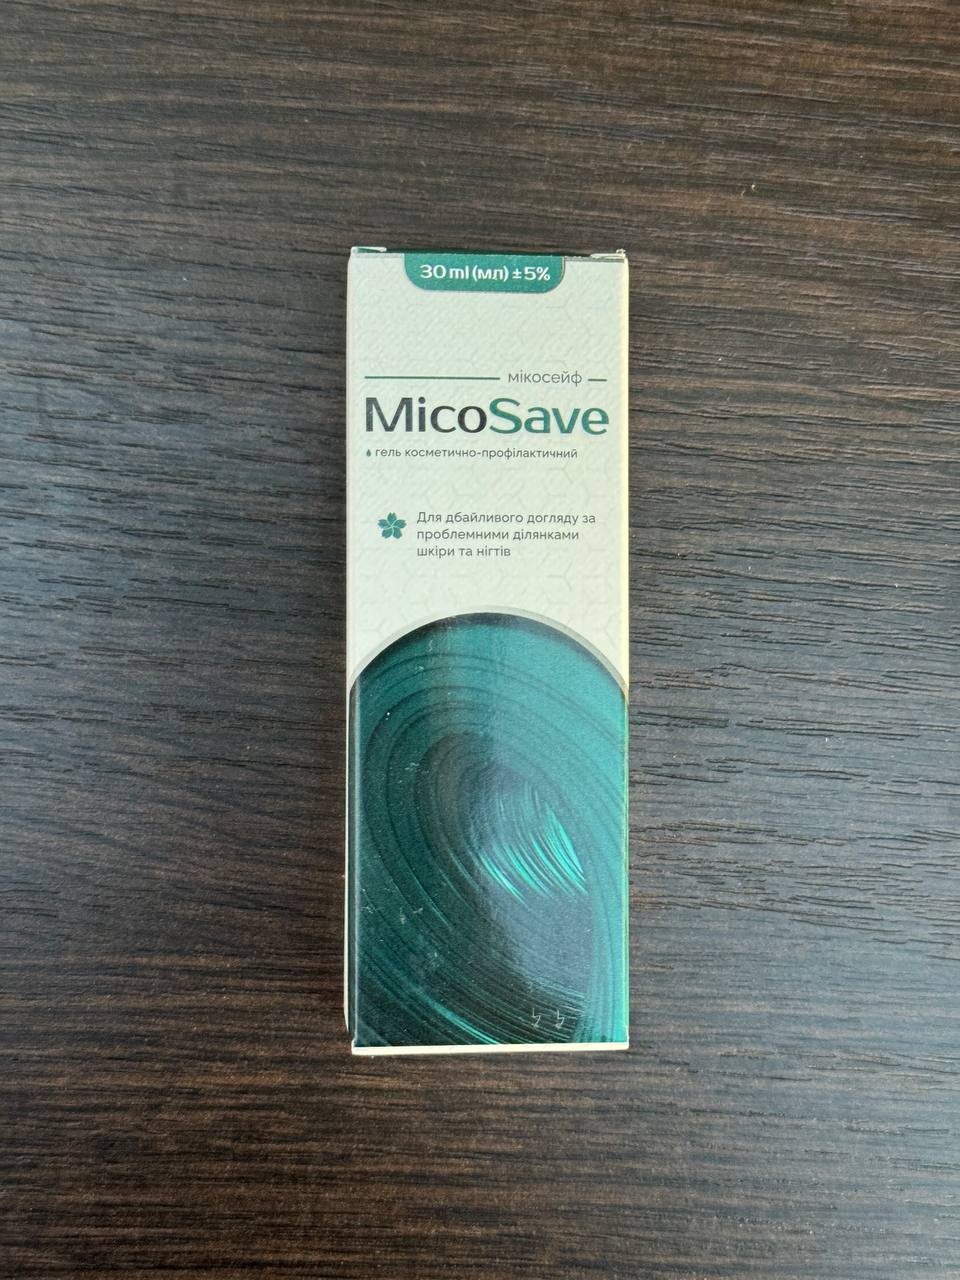 30 ml (мл) ± 5%
мікосейф
MicoSave
гель косметично-профілактичний
Для дбайливого догляду за
проблемними ділянками
шкіри та нігтів